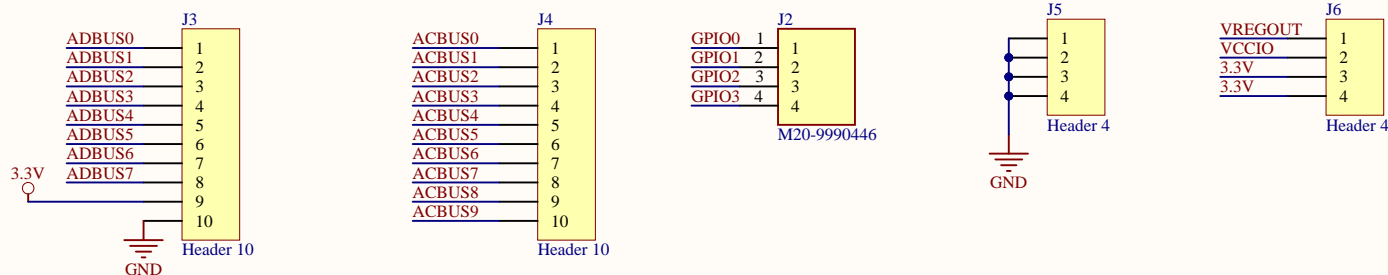 J3
ADBUS0 1
ADBUS1 2
ADBUS2 3
ADBUS3 4
ADBUS4 5
ADBUS5 6
ADBUS6 7
ADBUS7 8
3.3V 9
10
GND
Header 10
J4
ACBUS0 1
ACBUS1 2
ACBUS2 3
ACBUS3 4
ACBUS4 5
ACBUS5 6
ACBUS6 7
ACBUS7 8
ACBUS8 9
ACBUS9 10
Header 10
J2
GPIO0 1 1
GPIO1 2 2
GPIO2 3 3
GPIO3 4 4
M20-9990446
J5
1
2
3
4
Header 4
GND
J6
VREGOUT 1
VCCIO 2
3.3V 3
3.3V 4
Header 4